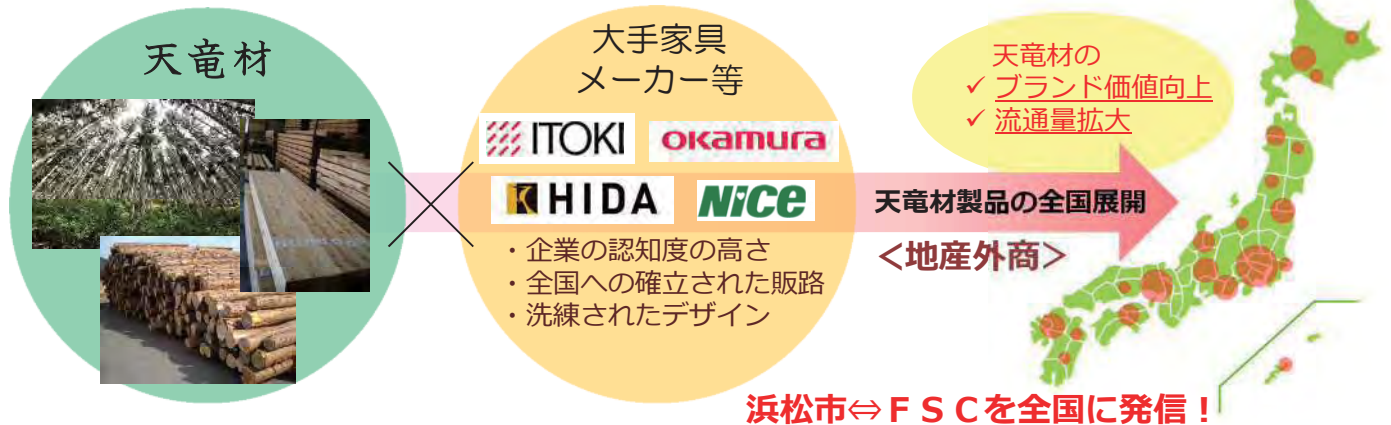 天竜材
大手家具
メーカー等
ITOKI
okamura
HIDA
NiCe
・企業の認知度の高さ
・全国への確立された販路
・洗練されたデザイン
天竜材の
✓ ブランド価値向上
✓ 流通量拡大
天竜材製品の全国展開
＜地産外商＞
浜松市⇔ＦＳＣを全国に発信！